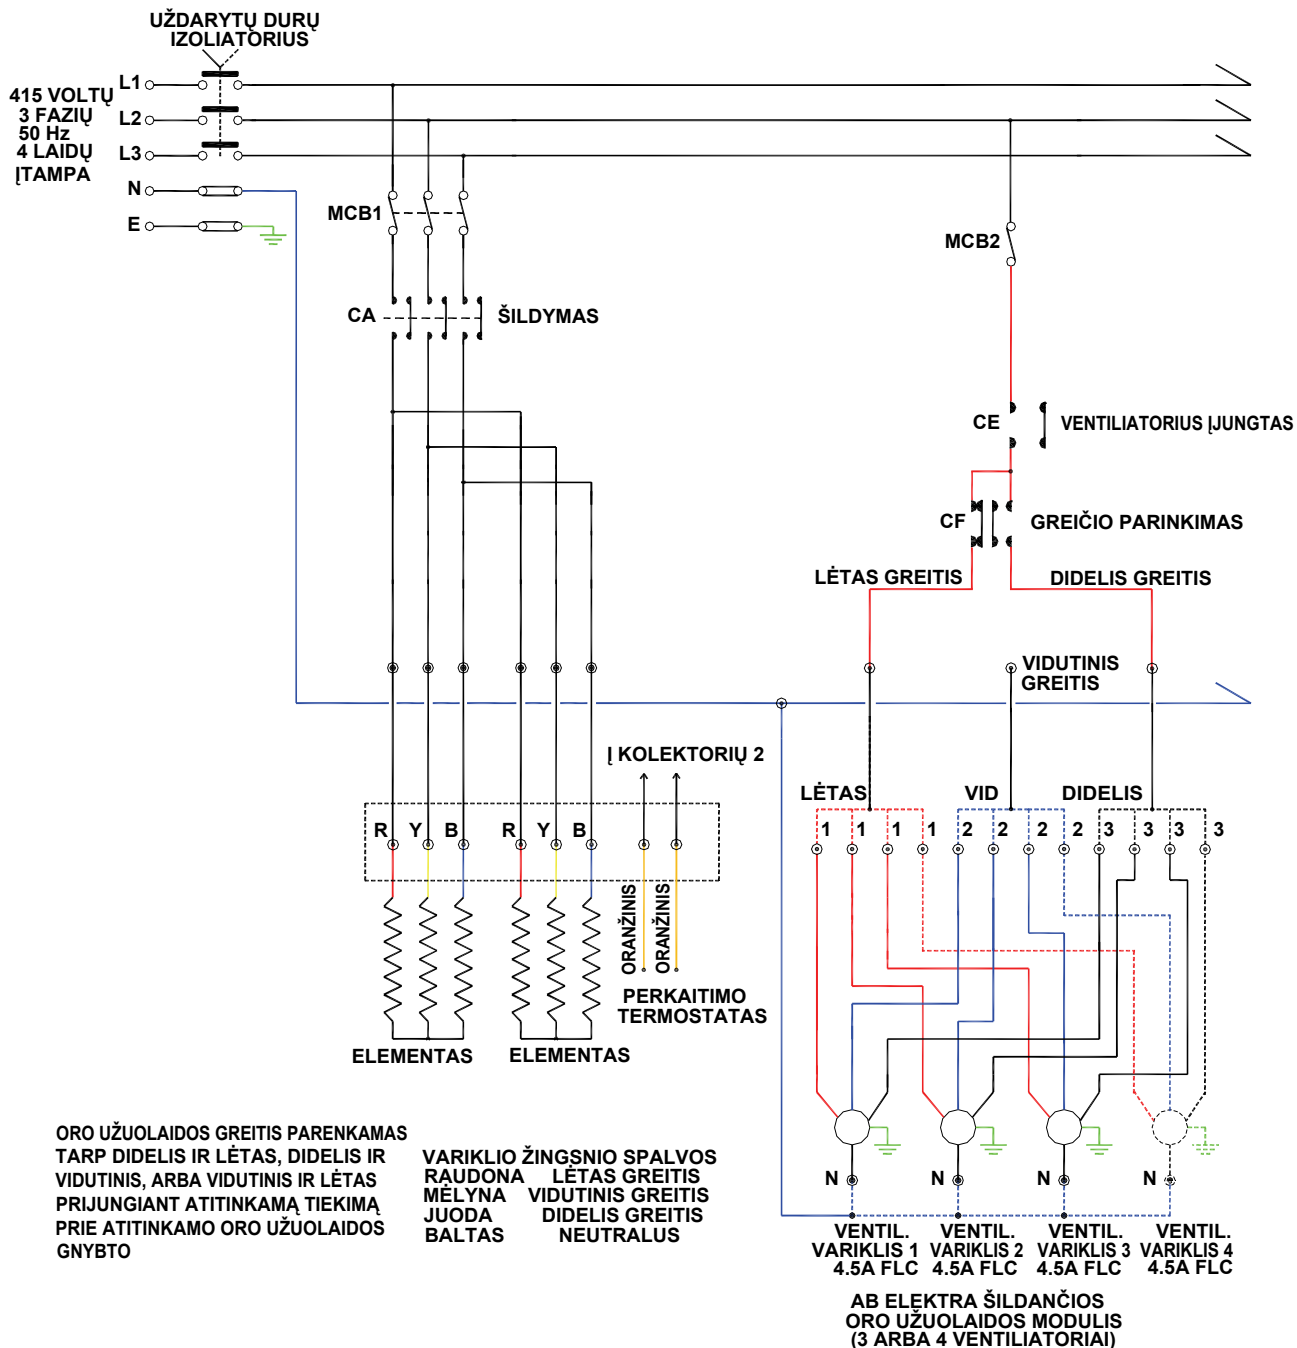 UŽDARYTŲ DURŲ
IZOLIATORIUS
415 VOLTŲ
3 FAZIŲ
50 Hz
4 LAIDŲ
ĮTAMPA
L1
L2
L3
N
E
MCB1
MCB2
CA
ŠILDYMAS
CE
VENTILIATORIUS ĮJUNGTAS
CF
GREIČIO PARINKIMAS
LĖTAS GREITIS
DIDELIS GREITIS
VIDUTINIS
GREITIS
Į KOLEKTORIŲ 2
LĖTAS
VID
DIDELIS
R Y B R Y B
1 1 1 1 2 2 2 2 3 3 3 3
ORANŽINIS
ORANŽINIS
PERKAITIMO
TERMOSTATAS
ELEMENTAS
ELEMENTAS
N N N N
ORO UŽUOLAIDOS GREITIS PARENKAMAS
TARP DIDELIS IR LĖTAS, DIDELIS IR
VIDUTINIS, ARBA VIDUTINIS IR LĖTAS
PRIJUNGIANT ATITINKAMĄ TIEKIMĄ
PRIE ATITINKAMO ORO UŽUOLAIDOS
GNYBTO
VARIKLIO ŽINGSNIO SPALVOS
RAUDONA LĖTAS GREITIS
MĖLYNA VIDUTINIS GREITIS
JUODA DIDELIS GREITIS
BALTAS NEUTRALUS
VENTIL.
VARIKLIS 1
4.5A FLC
VENTIL.
VARIKLIS 2
4.5A FLC
VENTIL.
VARIKLIS 3
4.5A FLC
VENTIL.
VARIKLIS 4
4.5A FLC
AB ELEKTRA ŠILDANČIOS
ORO UŽUOLAIDOS MODULIS
(3 ARBA 4 VENTILIATORIAI)